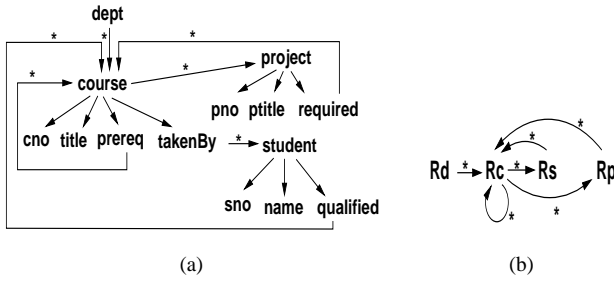 dept
* * *
*
*
project
course
pno ptitle required
cno title prereq takenBy * student
sno name qualified
(a)
*
*
Rd * Rc * Rs Rp
* *
(b)